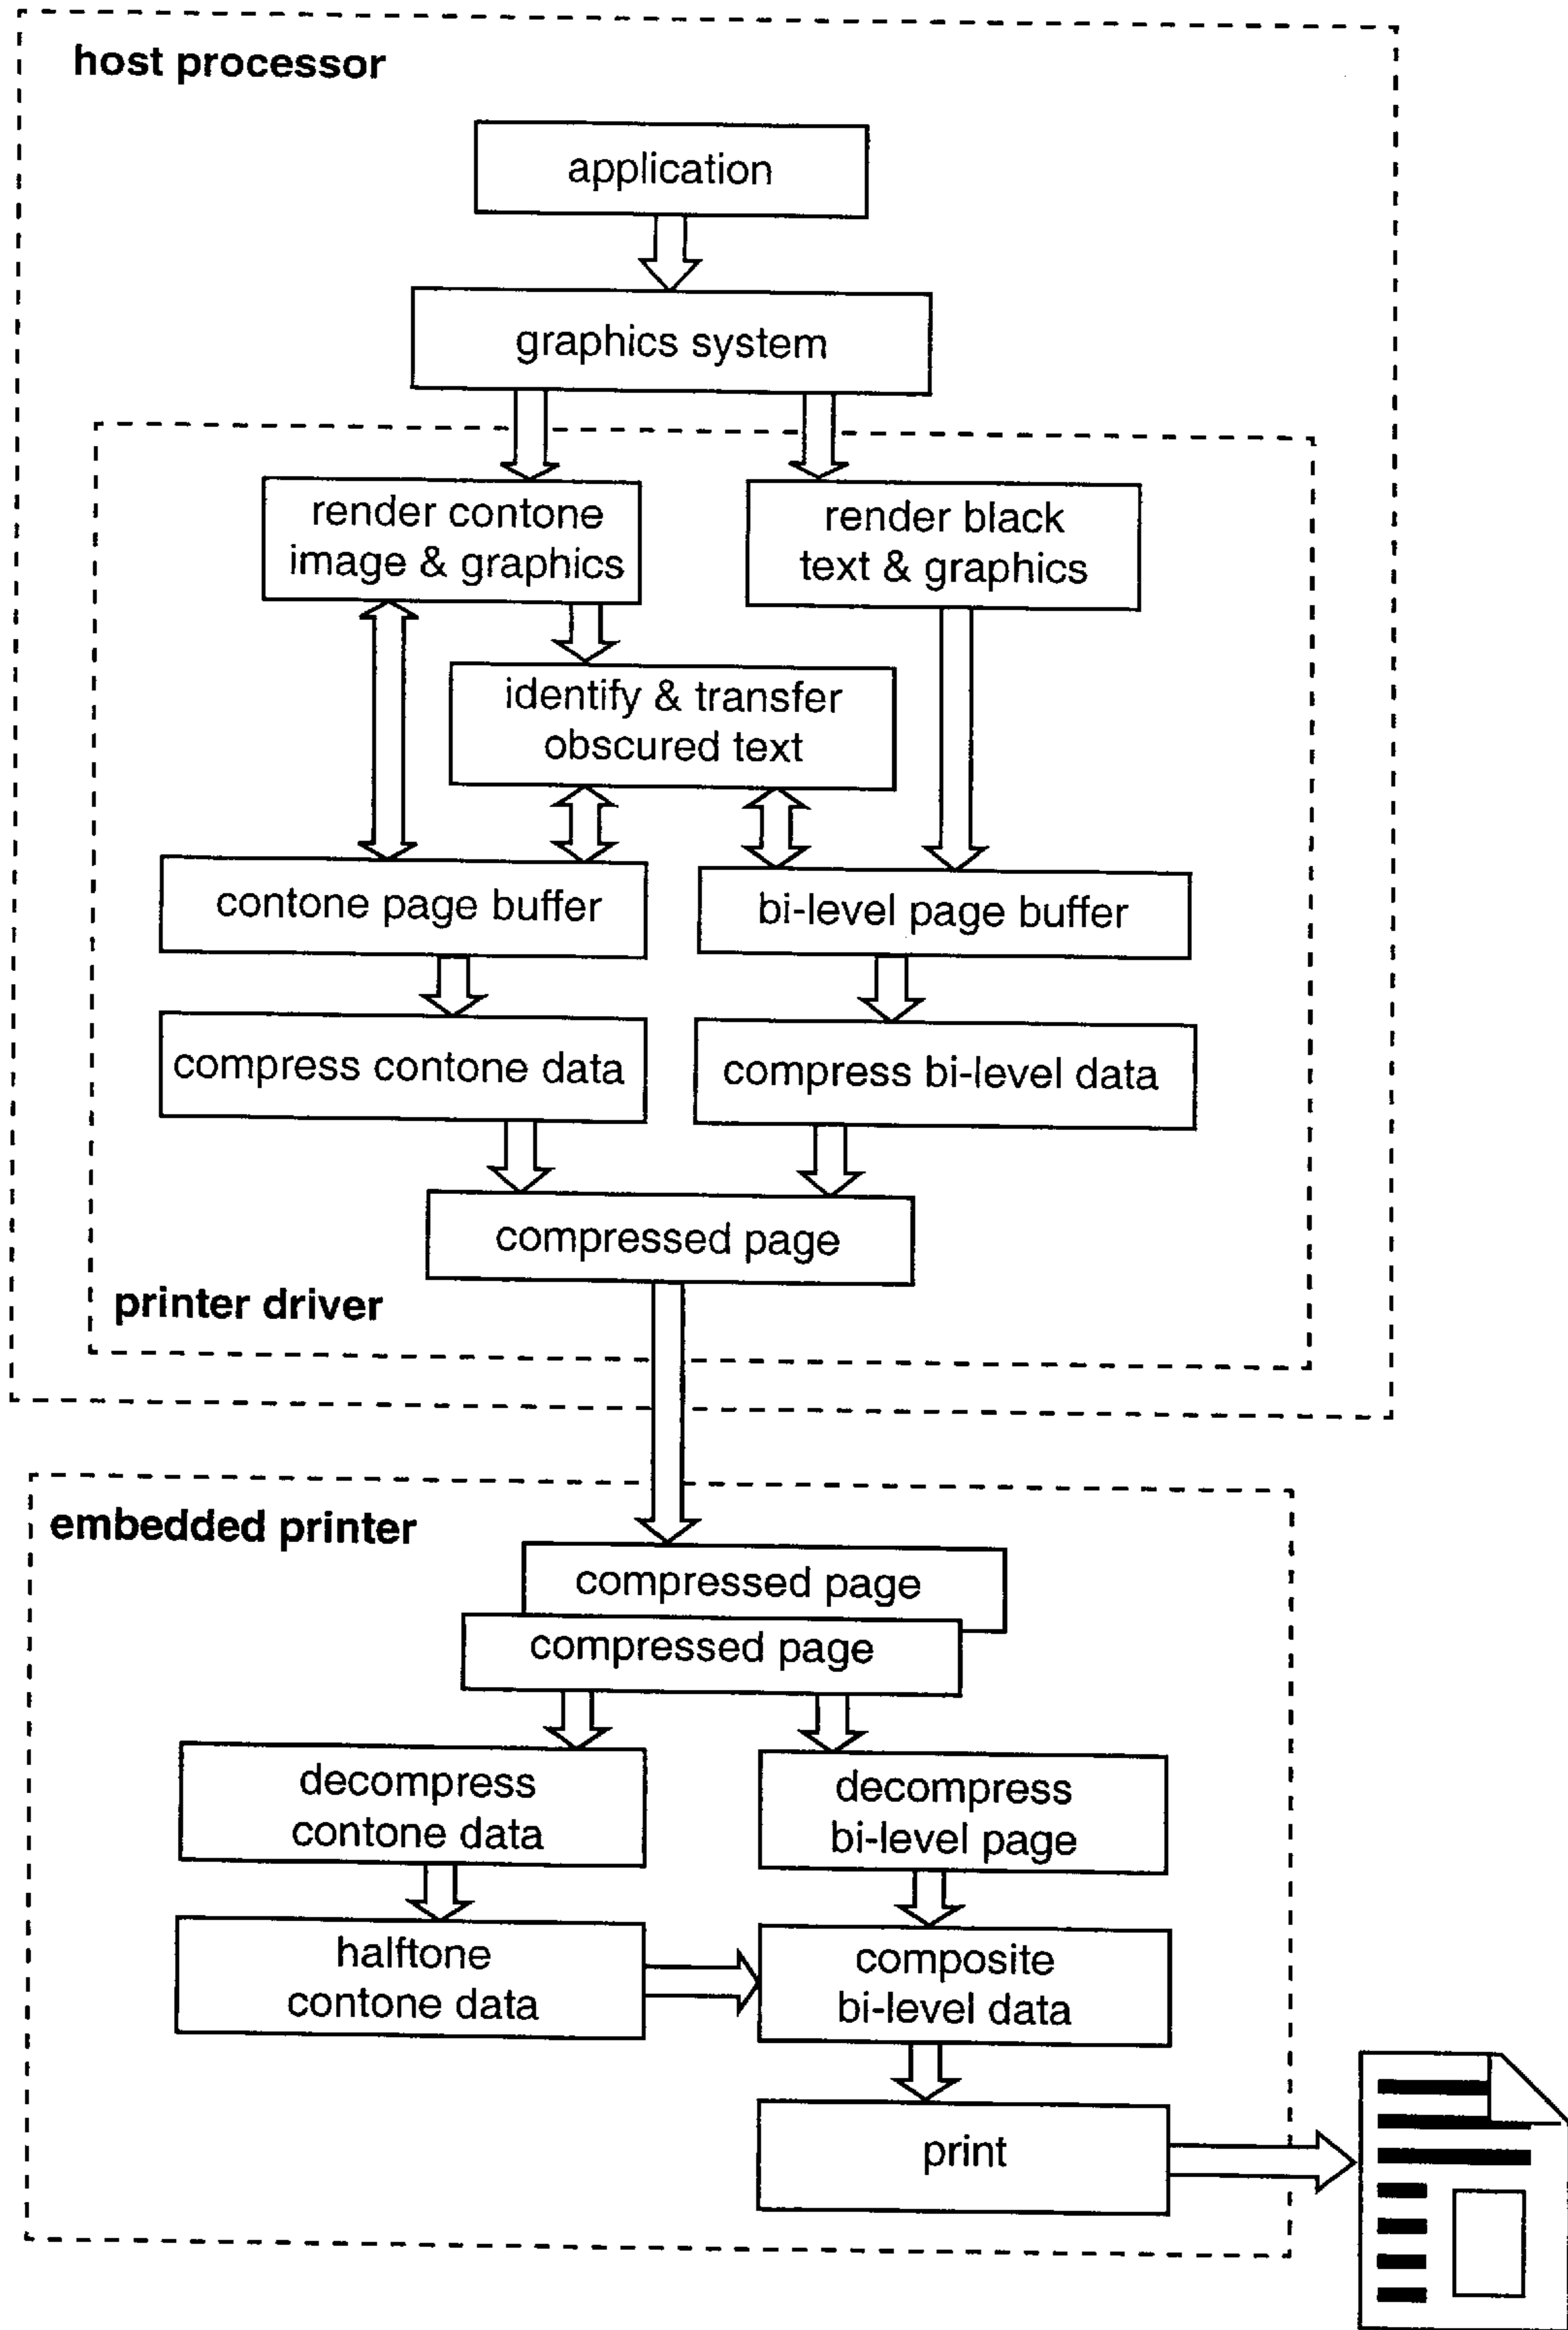 host processor
application
graphics system
render contone
image & graphics
render black
text & graphics
identify & transfer
obscured text
contone page buffer
bi-level page buffer
compress contone data
compress bi-level data
compressed page
printer driver
embedded printer
compressed page
compressed page
decompress
contone data
decompress
bi-level page
halftone
contone data
composite
bi-level data
print